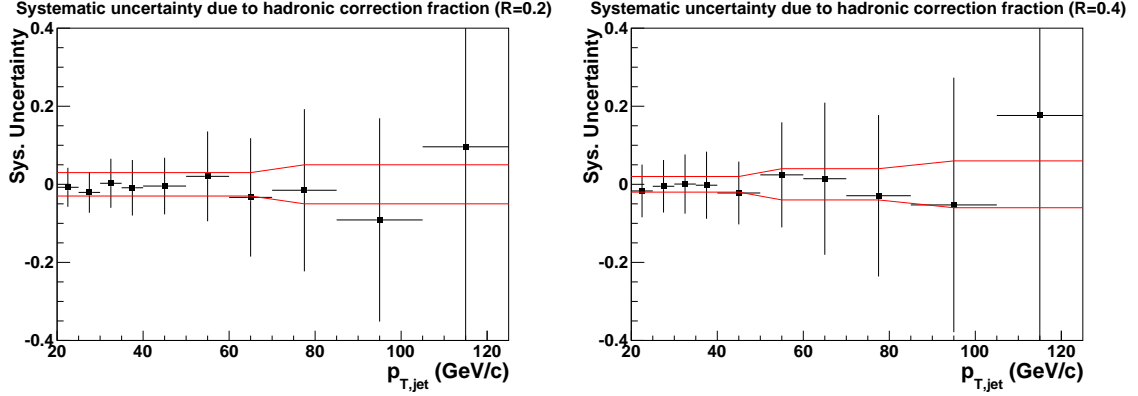 Systematic uncertainty due to hadronic correction fraction (R=0.2)
Sys. Uncertainty
0.4
0.2
0
-0.2
-0.4
20 40 60 80 100 120
p_T,jet (GeV/c)
Systematic uncertainty due to hadronic correction fraction (R=0.4)
Sys. Uncertainty
0.4
0.2
0
-0.2
-0.4
20 40 60 80 100 120
p_T,jet (GeV/c)